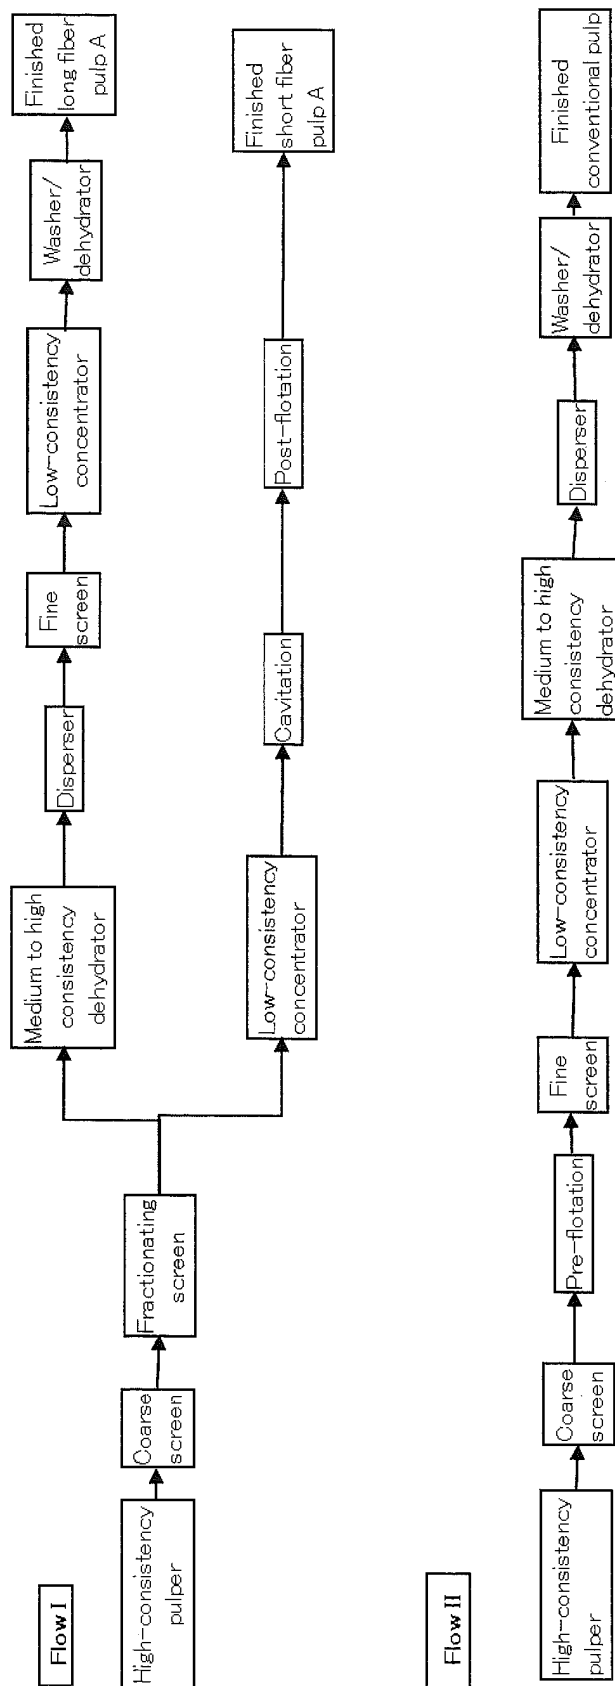 Flow I
High-consistency
pulper
Coarse
screen
Fractionating
screen
Medium to high
consistency
dehydrator
Disperser
Fine
screen
Low-consistency
concentrator
Washer/
dehydrator
Finished
long fiber
pulp A
Low-consistency
concentrator
Cavitation
Post-flotation
Finished
short fiber
pulp A
Flow II
High-consistency
pulper
Coarse
screen
Pre-flotation
Fine
screen
Low-consistency
concentrator
Medium to high
consistency
dehydrator
Disperser
Washer/
dehydrator
Finished
conventional pulp